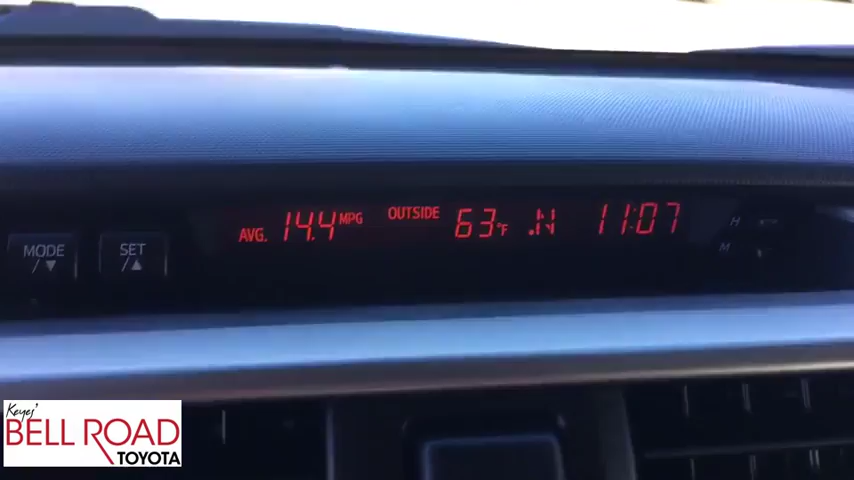 MODE
/▼
SET
/▲
AVG. 14.4 MPG OUTSIDE 63°F .N 11:07
H
M
Keyes'
BELL ROAD
TOYOTA